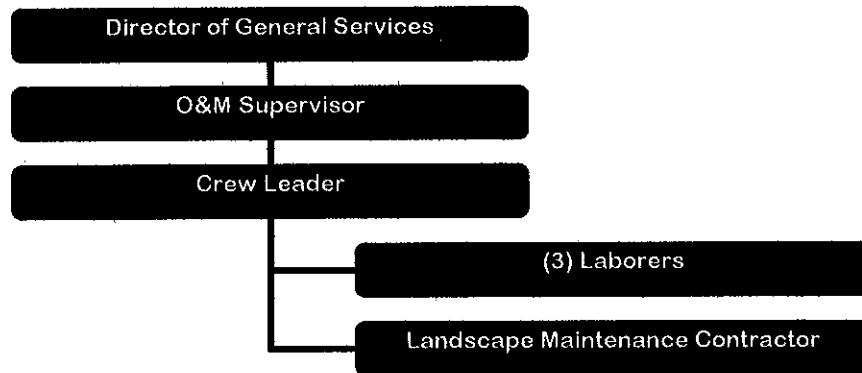 Director of General Services
O&M Supervisor
Crew Leader
(3) Laborers
Landscape Maintenance Contractor